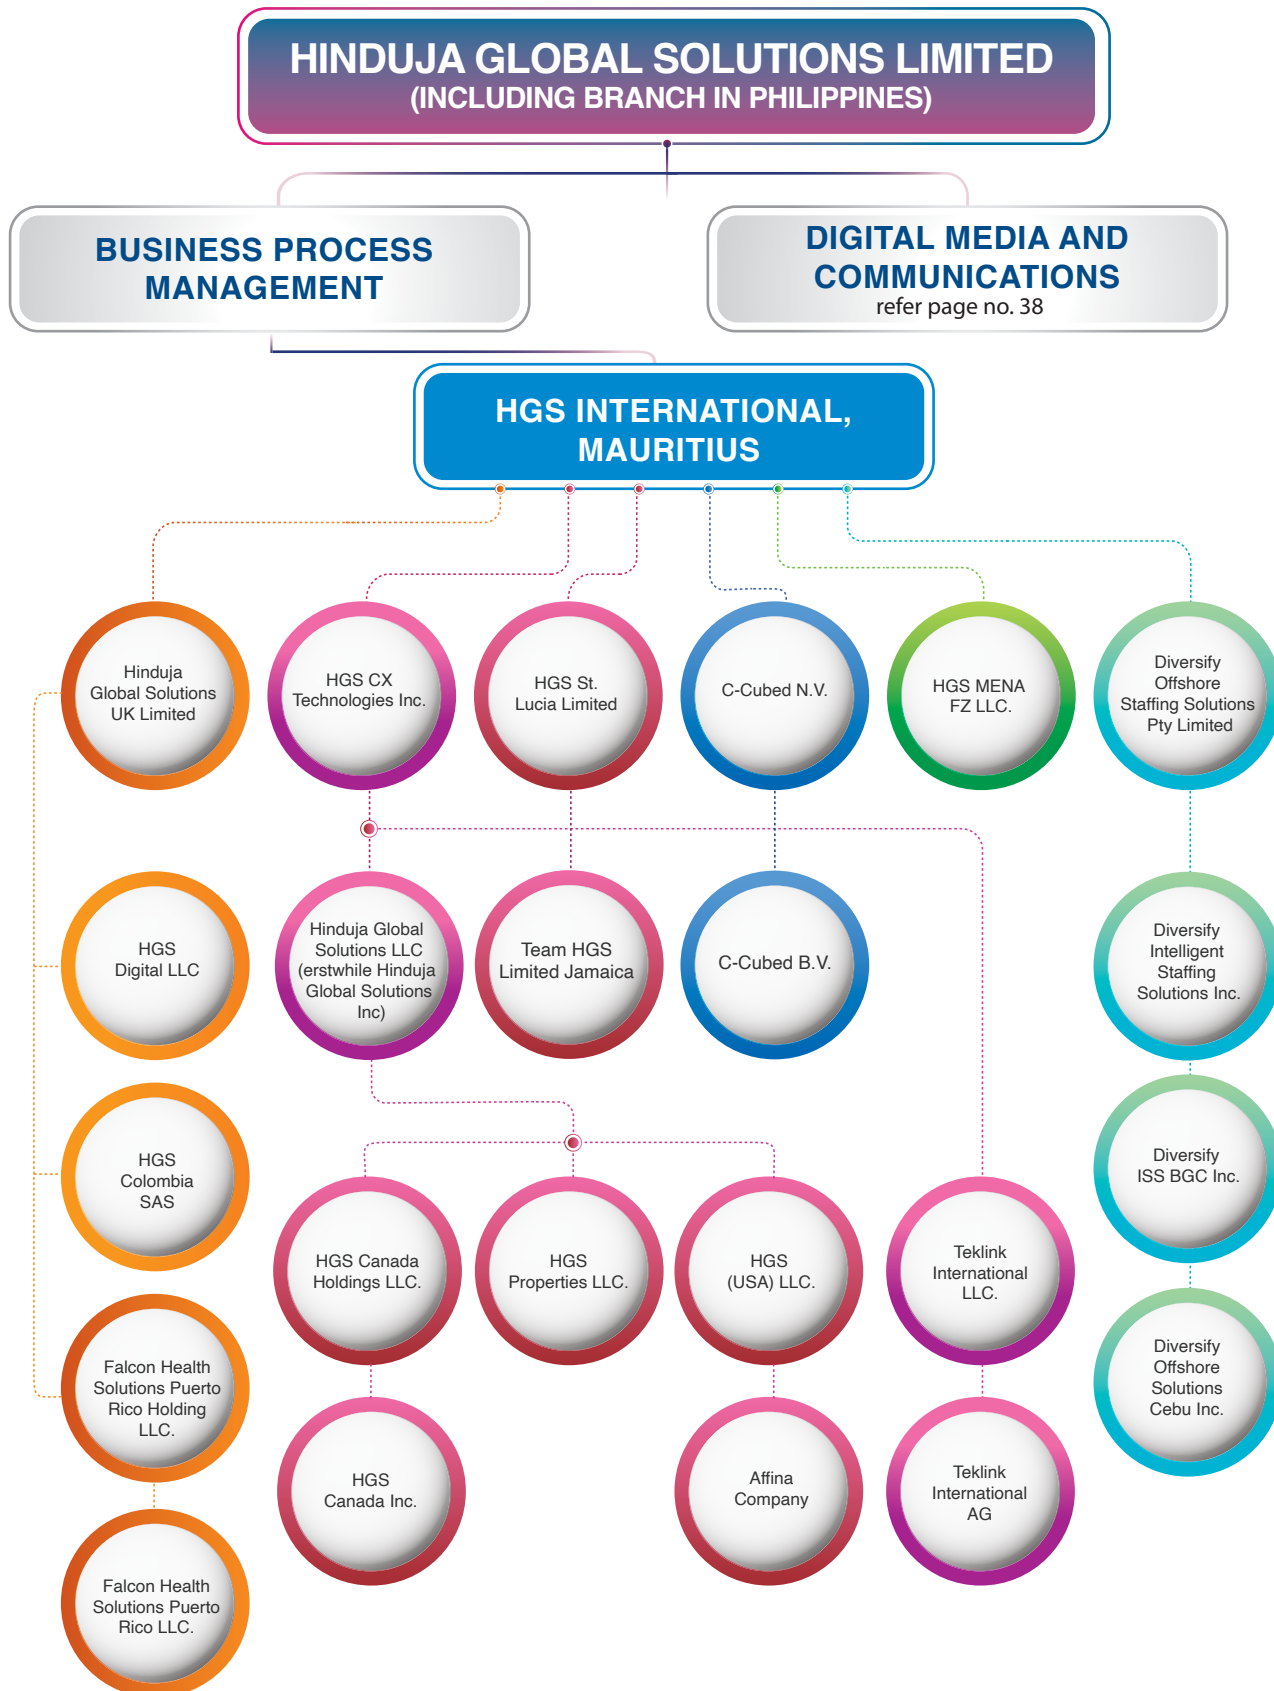 HINDUJA GLOBAL SOLUTIONS LIMITED
(INCLUDING BRANCH IN PHILIPPINES)
BUSINESS PROCESS
MANAGEMENT
DIGITAL MEDIA AND
COMMUNICATIONS
refer page no. 38
HGS INTERNATIONAL,
MAURITIUS
Hinduja
Global Solutions
UK Limited
HGS CX
Technologies Inc.
HGS St.
Lucia Limited
C-Cubed N.V.
HGS MENA
FZ LLC.
Diversify
Offshore
Staffing Solutions
Pty Limited
HGS
Digital LLC
Hinduja Global
Solutions LLC
(erstwhile Hinduja
Global Solutions
Inc)
Team HGS
Limited Jamaica
C-Cubed B.V.
Diversify
Intelligent
Staffing
Solutions Inc.
HGS
Colombia
SAS
Diversify
ISS BGC Inc.
HGS Canada
Holdings LLC.
HGS
Properties LLC.
HGS
(USA) LLC.
Teklink
International
LLC.
Falcon Health
Solutions Puerto
Rico Holding
LLC.
Diversify
Offshore
Solutions
Cebu Inc.
HGS
Canada Inc.
Affina
Company
Teklink
International
AG
Falcon Health
Solutions Puerto
Rico LLC.